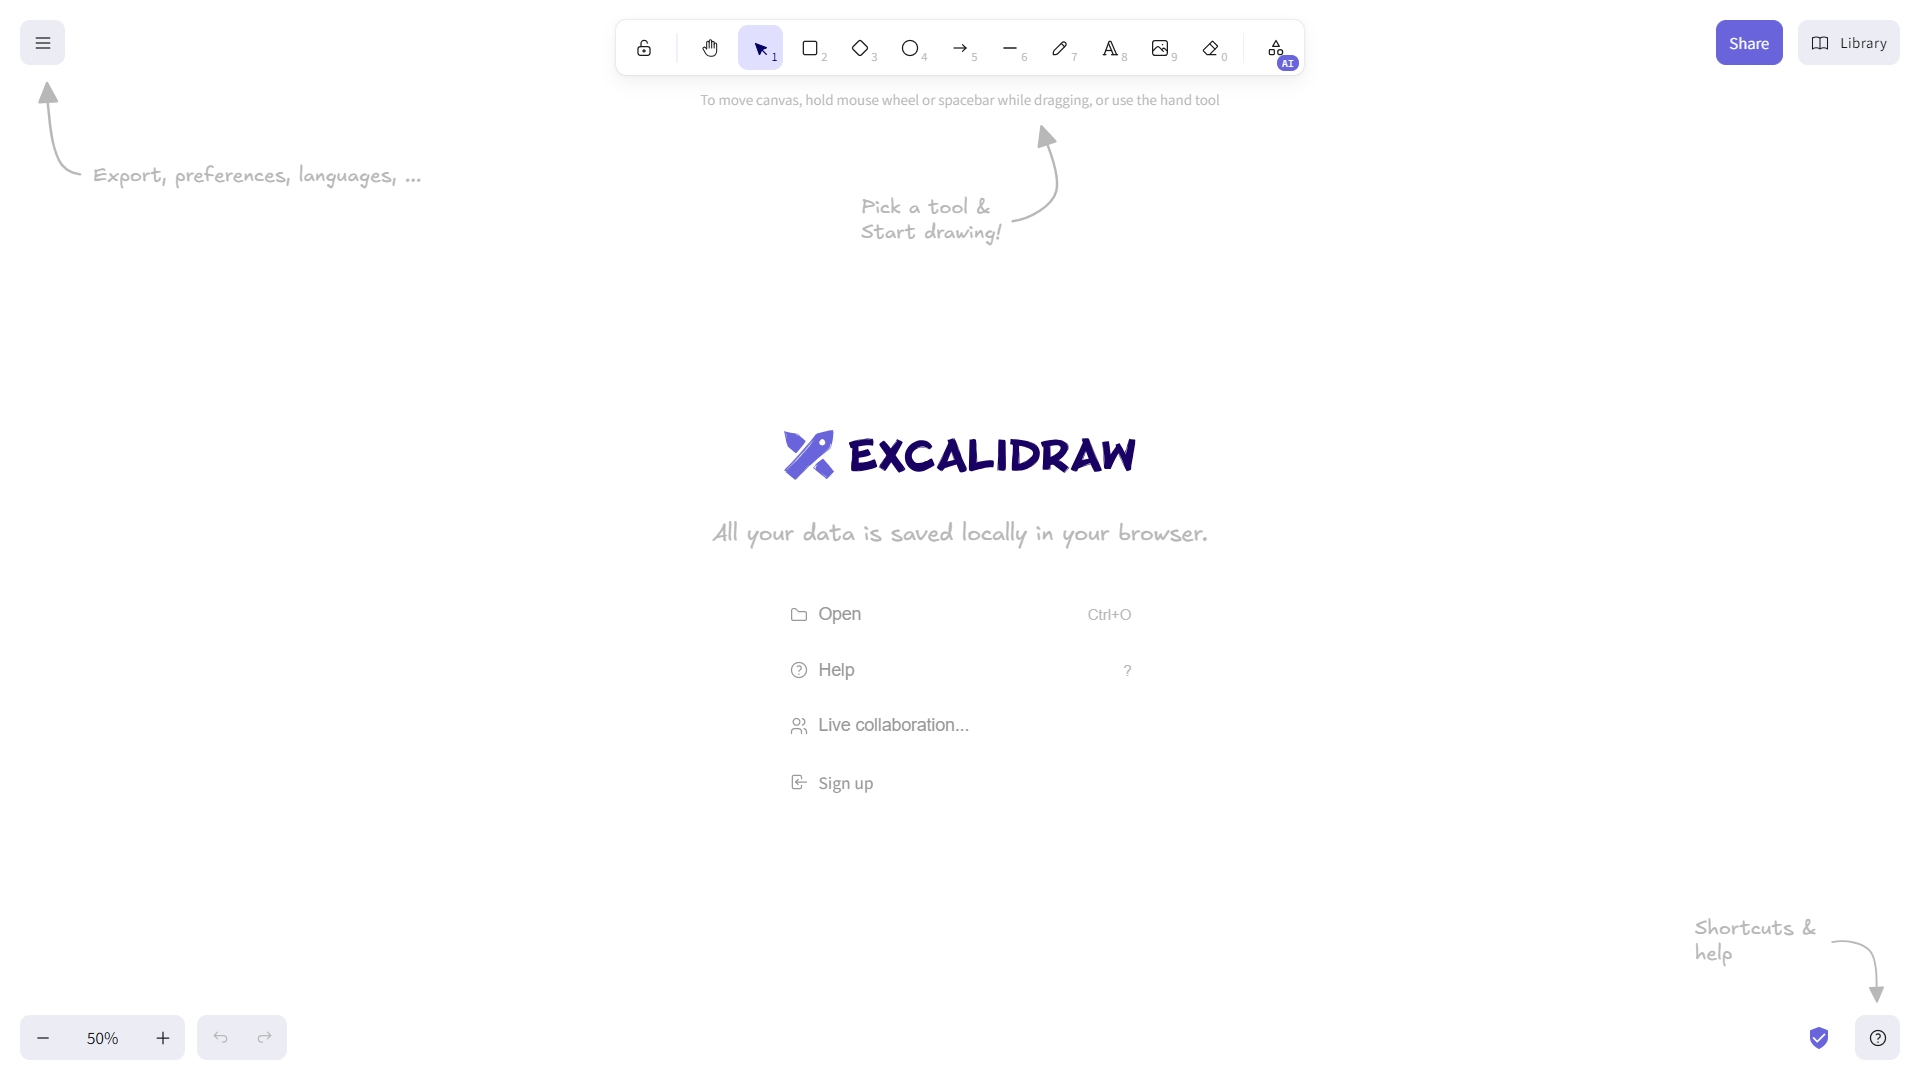 1
2
3
4
5
6
7
8
9
0
AI
Share
Library
To move canvas, hold mouse wheel or spacebar while dragging, or use the hand tool
Export, preferences, languages, ...
Pick a tool &
Start drawing!
EXCALIDRAW
All your data is saved locally in your browser.
Open Ctrl+O
Help ?
Live collaboration...
Sign up
Shortcuts &
help
50%